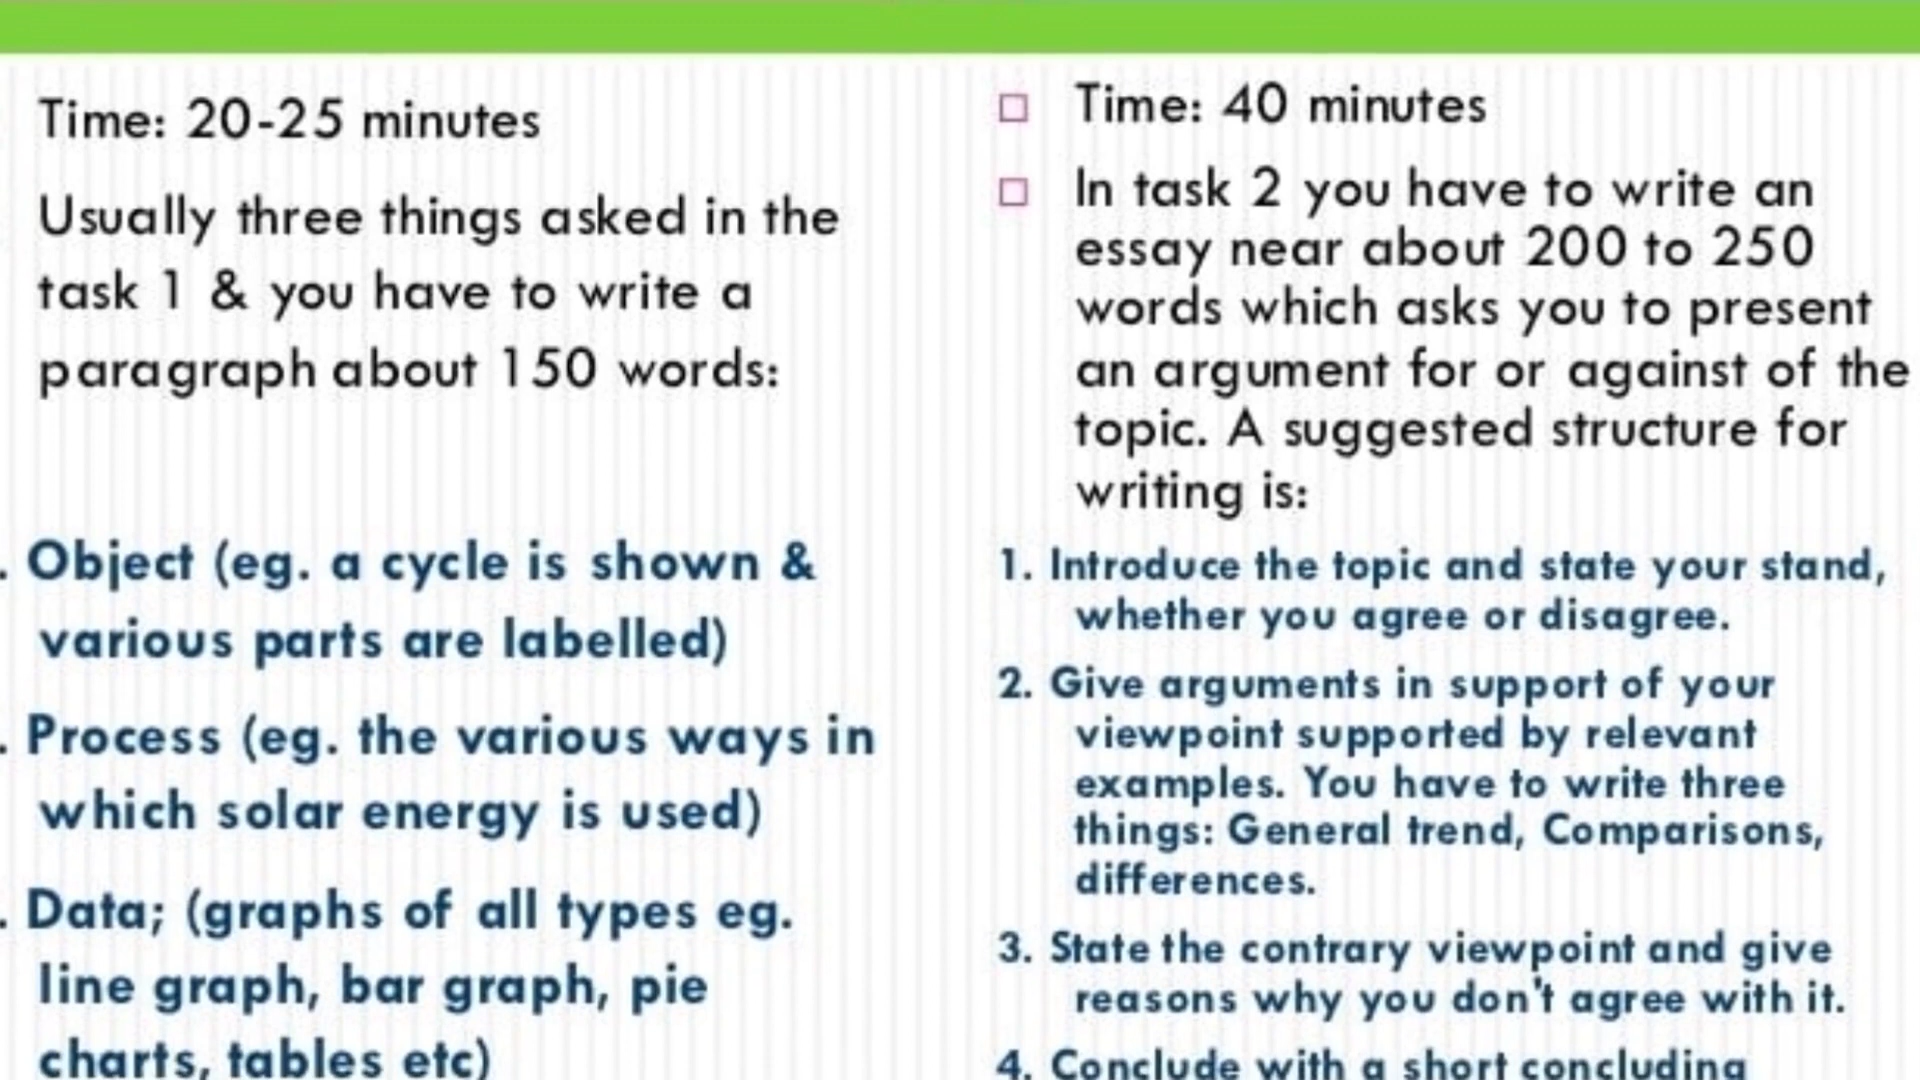 Time: 20-25 minutes
Usually three things asked in the
task 1 & you have to write a
paragraph about 150 words:
. Object (eg. a cycle is shown &
various parts are labelled)
. Process (eg. the various ways in
which solar energy is used)
. Data; (graphs of all types eg.
line graph, bar graph, pie
charts, tables etc)
Time: 40 minutes
In task 2 you have to write an
essay near about 200 to 250
words which asks you to present
an argument for or against of the
topic. A suggested structure for
writing is:
1. Introduce the topic and state your stand,
whether you agree or disagree.
2. Give arguments in support of your
viewpoint supported by relevant
examples. You have to write three
things: General trend, Comparisons,
differences.
3. State the contrary viewpoint and give
reasons why you don't agree with it.
4. Conclude with a short concluding